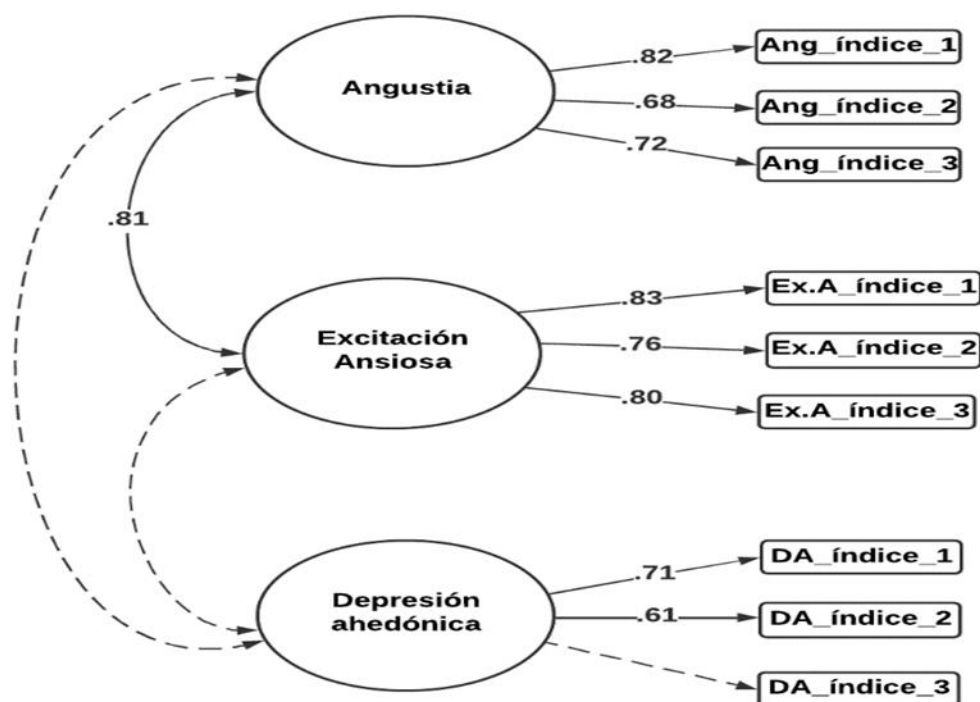 Angustia
.82
Ang_índice_1
.68
Ang_índice_2
.72
Ang_índice_3
.81
Excitación
Ansiosa
.83
Ex.A_índice_1
.76
Ex.A_índice_2
.80
Ex.A_índice_3
Depresión
ahedónica
.71
DA_índice_1
.61
DA_índice_2
DA_índice_3